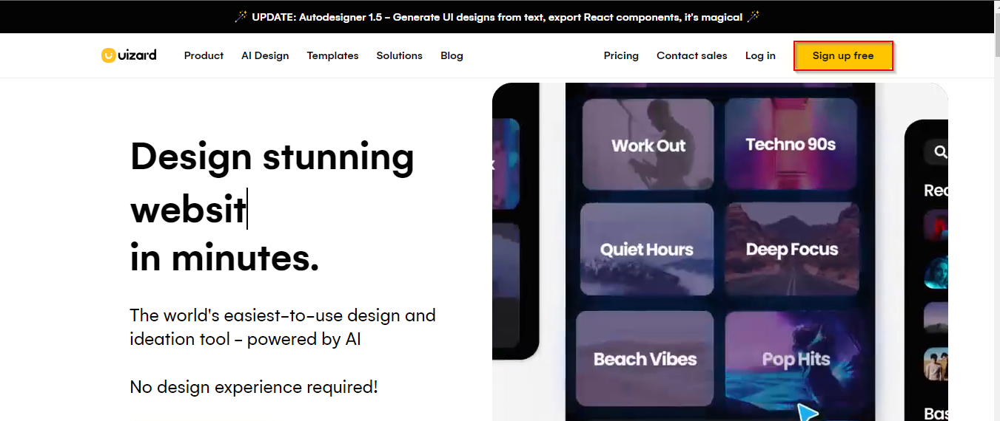 UPDATE: Autodesigner 1.5 - Generate UI designs from text, export React components, it's magical
uizard
Product
AI Design
Templates
Solutions
Blog
Pricing
Contact sales
Log in
Sign up free
Design stunning
websit
in minutes.
The world's easiest-to-use design and
ideation tool - powered by AI
No design experience required!
Work Out
Techno 90s
Quiet Hours
Deep Focus
Beach Vibes
Pop Hits
Rec
Bas